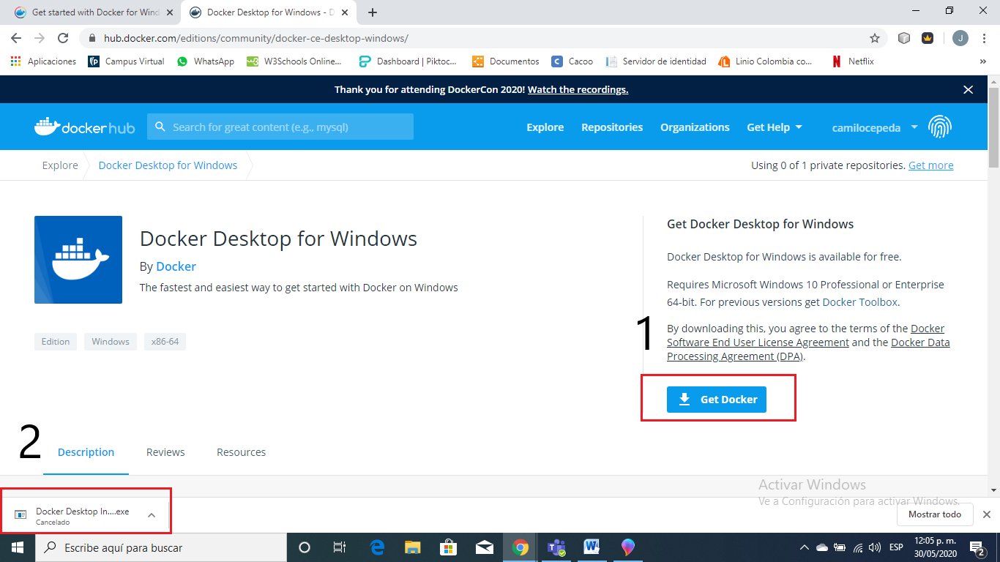 Get started with Docker for Wind
Docker Desktop for Windows - D
hub.docker.com/editions/community/docker-ce-desktop-windows/
J
Aplicaciones Campus Virtual WhatsApp W3Schools Online... Dashboard | Piktoc... Documentos Cacoo Servidor de identidad Linio Colombia co... Netflix »
Thank you for attending DockerCon 2020! Watch the recordings.
docker hub Search for great content (e.g., mysql) Explore Repositories Organizations Get Help camilocepeda
Explore Docker Desktop for Windows Using 0 of 1 private repositories. Get more
Docker Desktop for Windows
By Docker
The fastest and easiest way to get started with Docker on Windows
Edition Windows x86-64
Get Docker Desktop for Windows
Docker Desktop for Windows is available for free.
Requires Microsoft Windows 10 Professional or Enterprise
64-bit. For previous versions get Docker Toolbox.
1
By downloading this, you agree to the terms of the Docker
Software End User License Agreement and the Docker Data
Processing Agreement (DPA).
Get Docker
2
Description Reviews Resources
Activar Windows
Ve a Configuración para activar Windows.
Docker Desktop In....exe
Cancelado
Mostrar todo
Escribe aquí para buscar
ESP
12:05 p. m.
30/05/2020
2